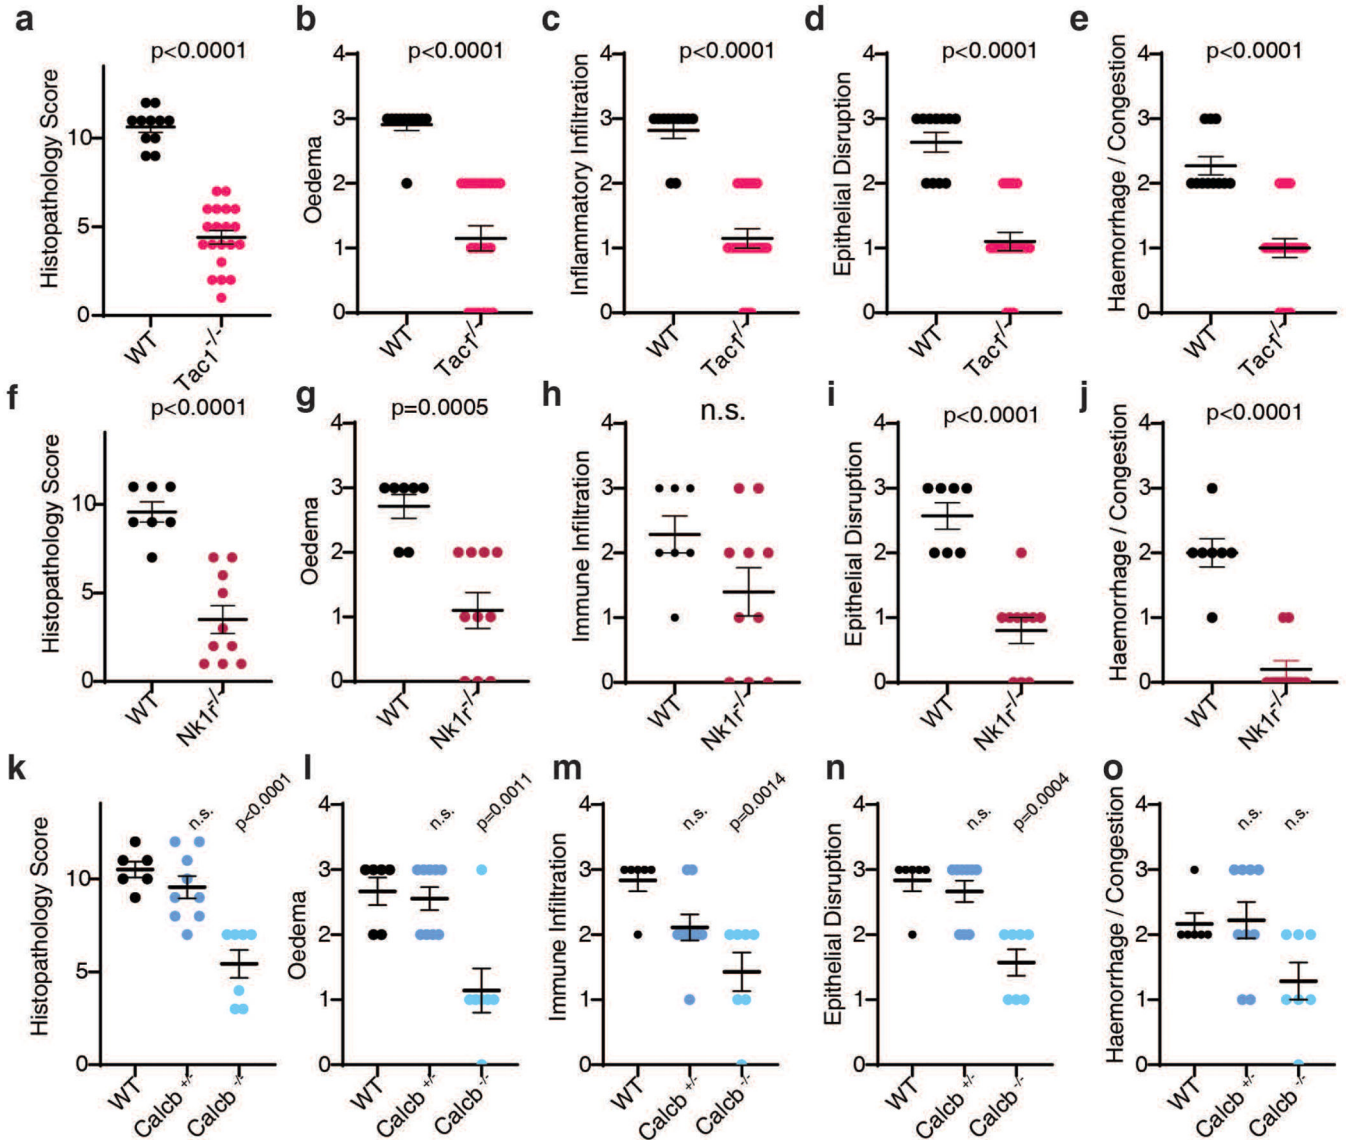 a
p<0.0001
Histopathology Score
10
5
0
WT
Tac1 -/-
b
p<0.0001
Oedema
4
3
2
1
0
WT
Tac1-/-
c
p<0.0001
Inflammatory Infiltration
4
3
2
1
0
WT
Tac1-/-
d
p<0.0001
Epithelial Disruption
4
3
2
1
0
WT
Tac1-/-
e
p<0.0001
Haemorrhage / Congestion
4
3
2
1
0
WT
Tac1-/-
f
p<0.0001
Histopathology Score
10
5
0
WT
Nk1r-/-
g
p=0.0005
Oedema
4
3
2
1
0
WT
Nk1r-/-
h
n.s.
Immune Infiltration
4
3
2
1
0
WT
Nk1r-/-
i
p<0.0001
Epithelial Disruption
4
3
2
1
0
WT
Nk1r-/-
j
p<0.0001
Haemorrhage / Congestion
4
3
2
1
0
WT
Nk1r-/-
k
n.s.
p<0.0001
Histopathology Score
10
5
0
WT
Calcb +/-
Calcb -/-
l
n.s.
p=0.0011
Oedema
4
3
2
1
0
WT
Calcb +/-
Calcb -/-
m
n.s.
p=0.0014
Immune Infiltration
4
3
2
1
0
WT
Calcb +/-
Calcb -/-
n
n.s.
p=0.0004
Epithelial Disruption
4
3
2
1
0
WT
Calcb +/-
Calcb -/-
o
n.s.
n.s.
Haemorrhage / Congestion
4
3
2
1
0
WT
Calcb +/-
Calcb -/-